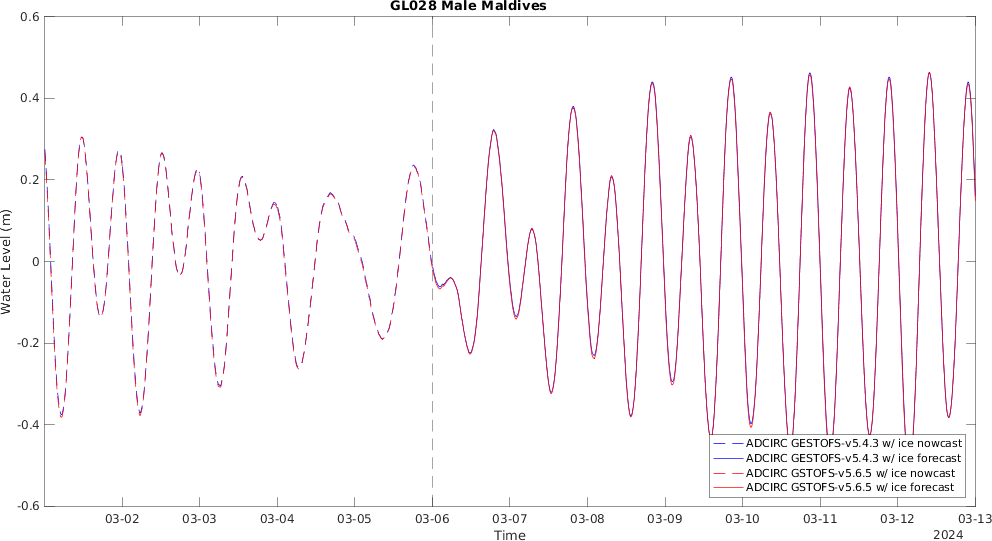 GL028 Male Maldives
0.6
0.4
0.2
0
-0.2
-0.4
-0.6
Water Level (m)
ADCIRC GESTOFS-v5.4.3 w/ ice nowcast
ADCIRC GESTOFS-v5.4.3 w/ ice forecast
ADCIRC GSTOFS-v5.6.5 w/ ice nowcast
ADCIRC GSTOFS-v5.6.5 w/ ice forecast
03-02 03-03 03-04 03-05 03-06 03-07 03-08 03-09 03-10 03-11 03-12 03-13
Time
2024